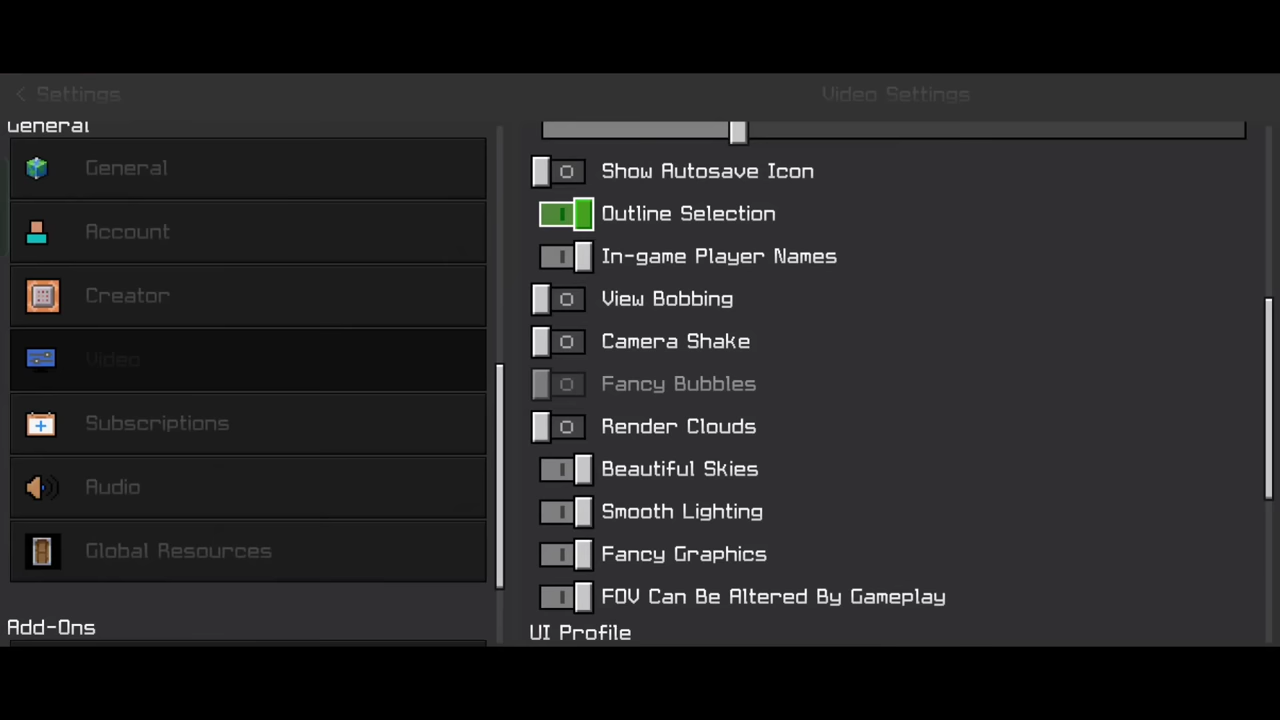 Settings
Video Settings
General
General
Account
Creator
Video
Subscriptions
Audio
Global Resources
Add-Ons
Show Autosave Icon
Outline Selection
In-game Player Names
View Bobbing
Camera Shake
Fancy Bubbles
Render Clouds
Beautiful Skies
Smooth Lighting
Fancy Graphics
FOV Can Be Altered By Gameplay
UI Profile